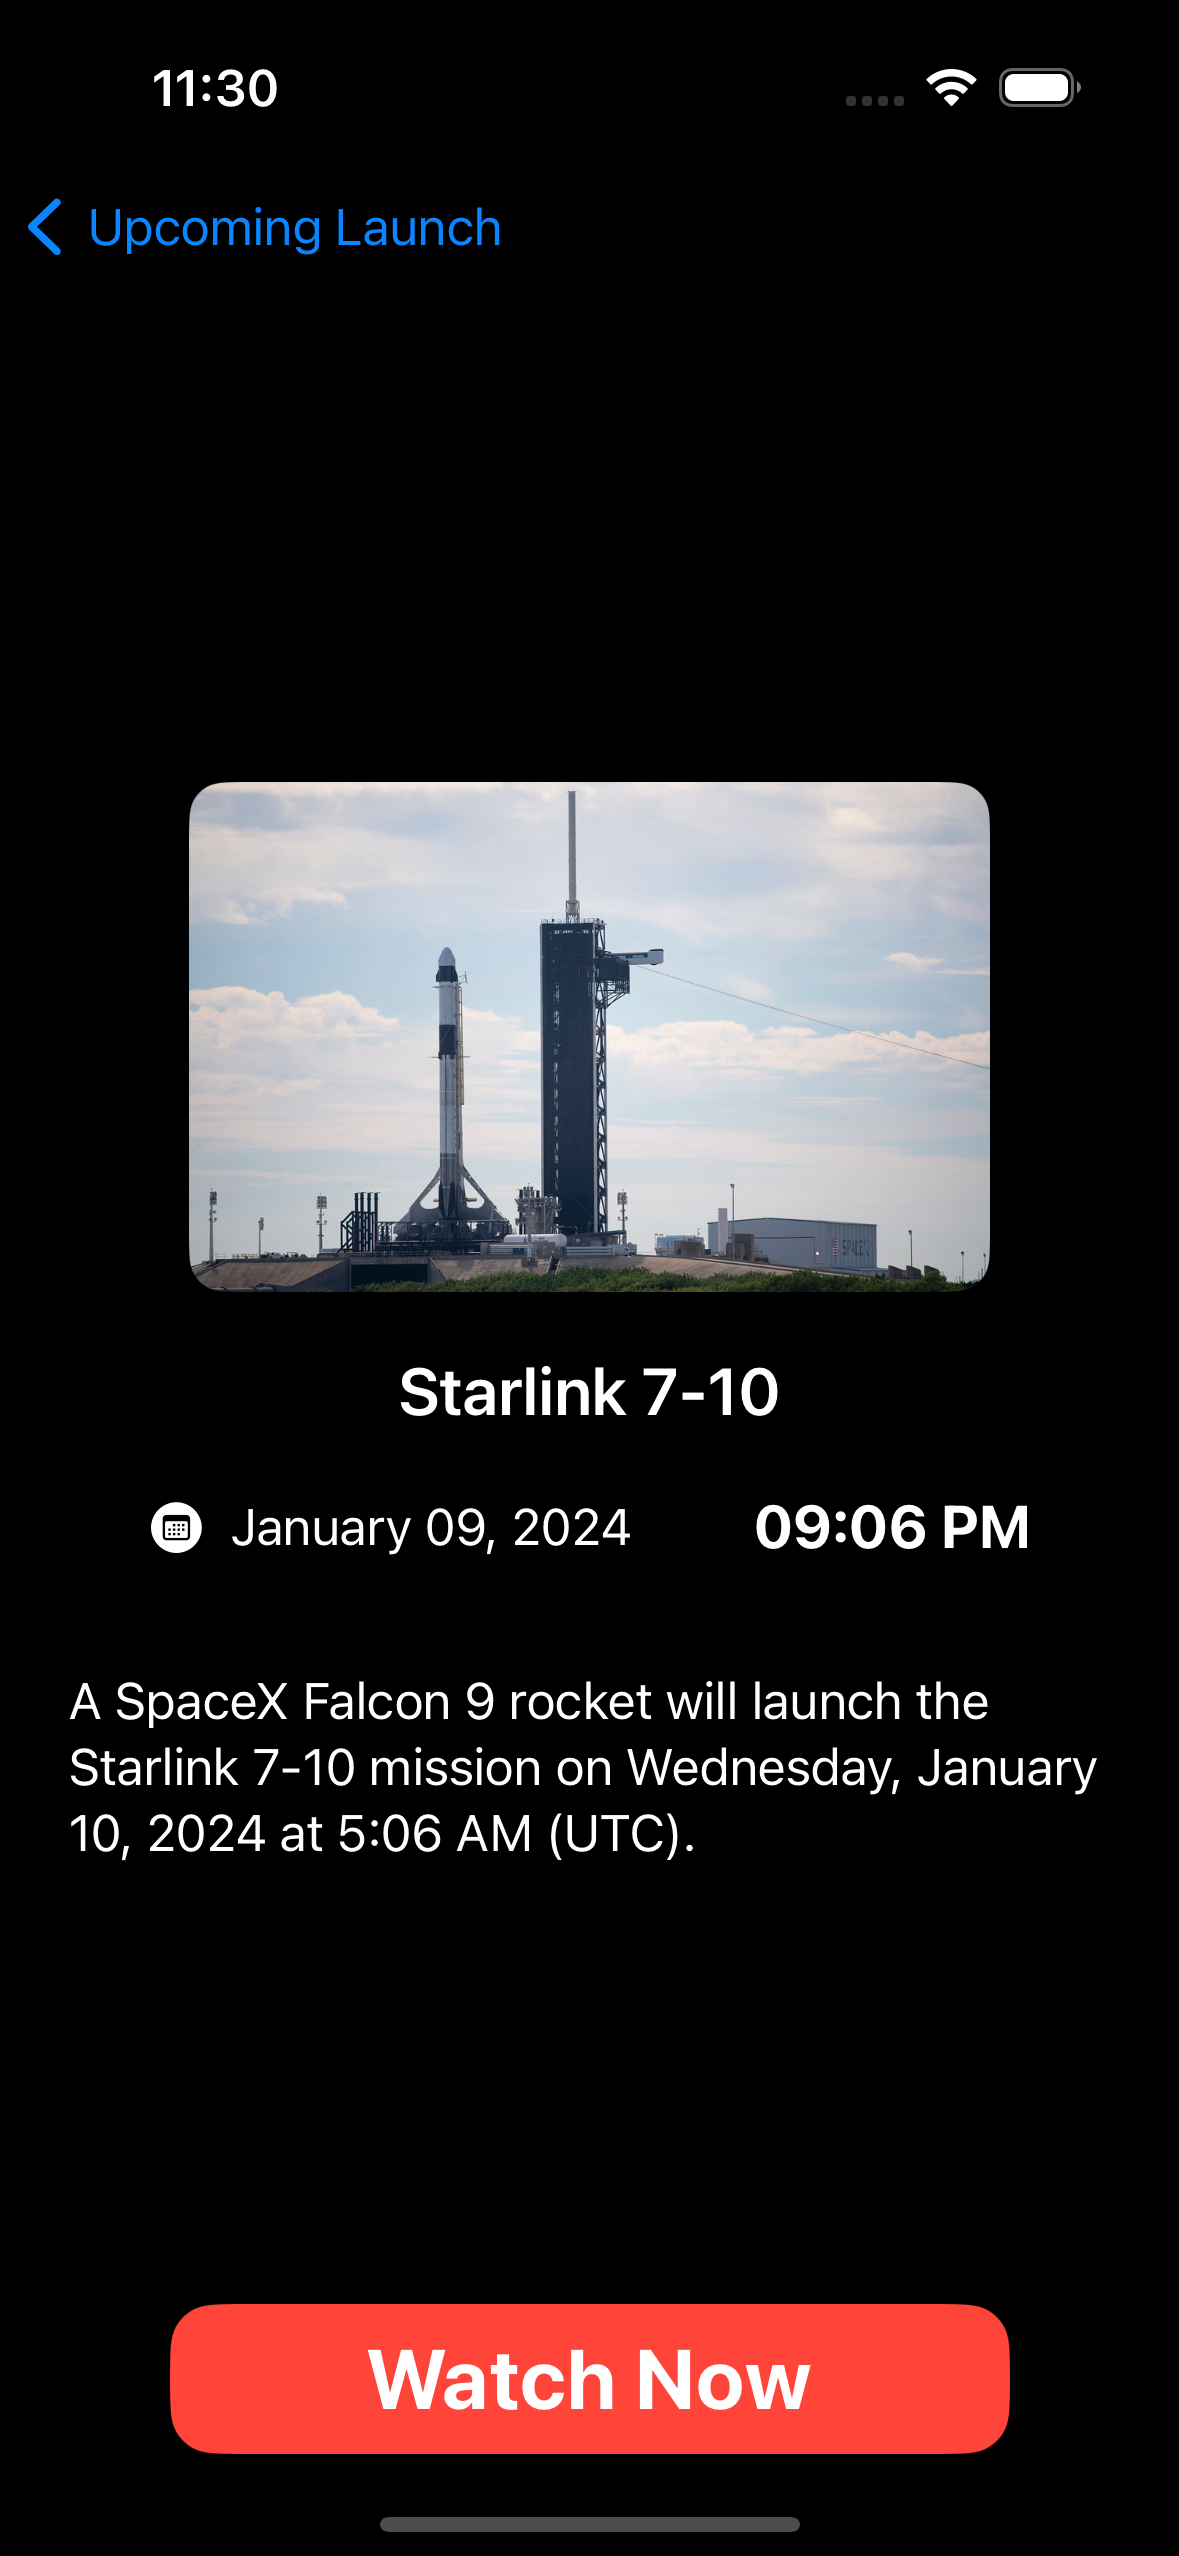 11:30
Upcoming Launch
SPACEX
Starlink 7-10
January 09, 2024
09:06 PM
A SpaceX Falcon 9 rocket will launch the
Starlink 7-10 mission on Wednesday, January
10, 2024 at 5:06 AM (UTC).
Watch Now